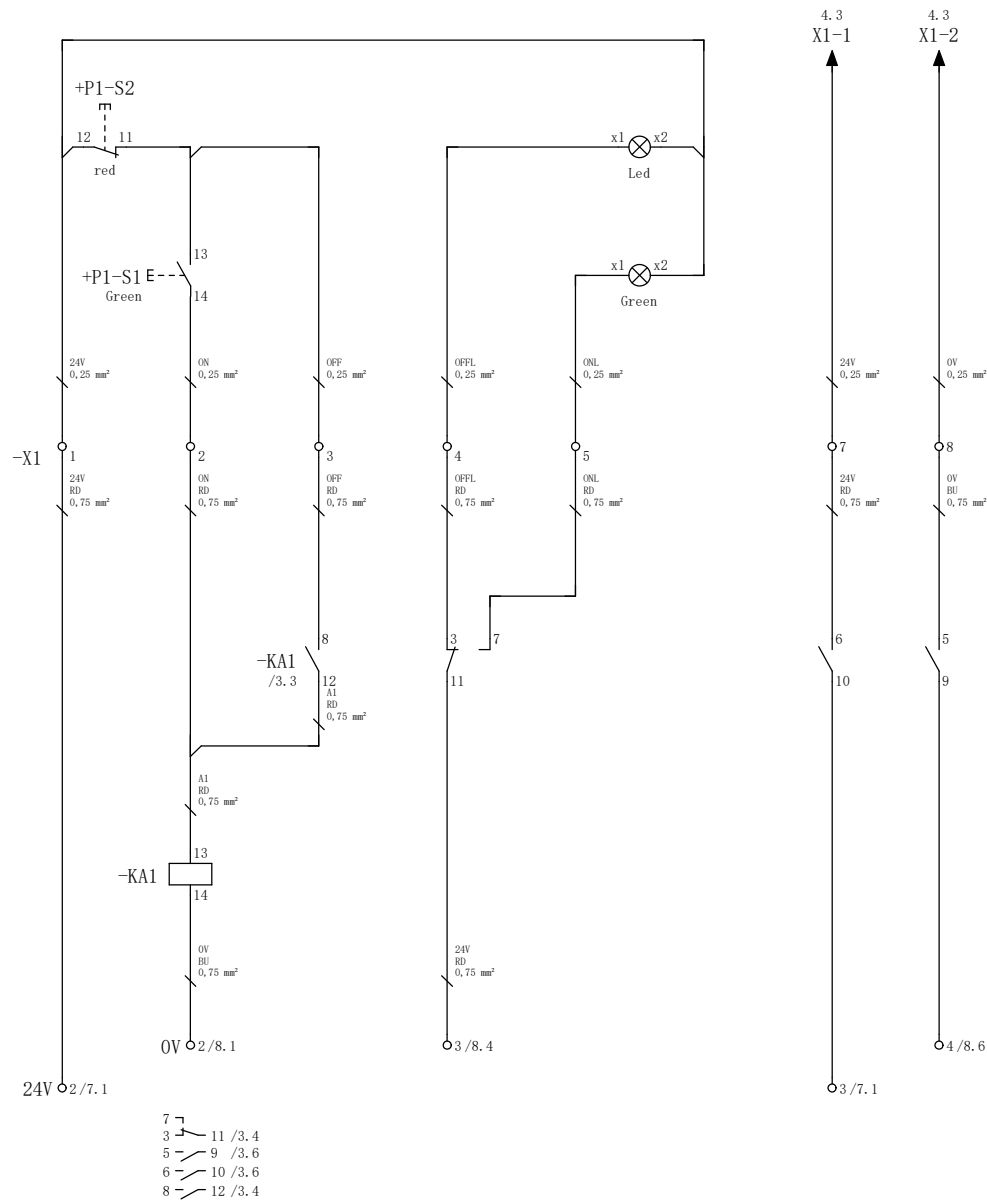 4.3 4.3
X1-1 X1-2
+P1-S2
12 11 x1 x2
red Led
13
+P1-S1 x1 x2
Green 14 Green
24V ON OFF OFFL ONL 24V 0V
0,25 mm² 0,25 mm² 0,25 mm² 0,25 mm² 0,25 mm² 0,25 mm² 0,25 mm²
-X1 1 2 3 4 5 7 8
24V ON OFF OFFL ONL 24V 0V
RD RD RD RD RD RD BU
0,75 mm² 0,75 mm² 0,75 mm² 0,75 mm² 0,75 mm² 0,75 mm² 0,75 mm²
8 3 7 6 5
-KA1
/3.3 12 11 10 9
A1
RD
0,75 mm²
A1
RD
0,75 mm²
13
-KA1
14
0V 24V
BU RD
0,75 mm² 0,75 mm²
0V 2/8.1 3/8.4 4/8.6
24V 2/7.1 3/7.1
7
3 11 /3.4
5 9 /3.6
6 10 /3.6
8 12 /3.4